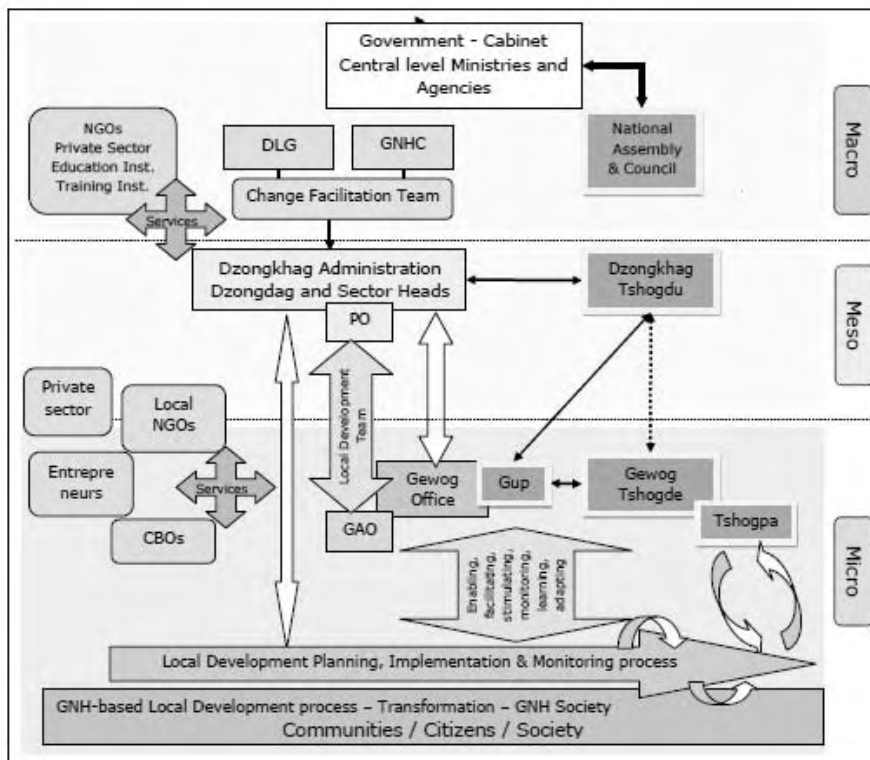 Government - Cabinet
Central level Ministries and
Agencies
NGOs
Private Sector
Education Inst.
Training Inst.
DLG
GNHC
National
Assembly
& Council
Macro
Change Facilitation Team
Services
Dzongkhag Administration
Dzongdag and Sector Heads
Dzongkhag
Tshogdu
Meso
PO
Private
sector
Local
NGOs
Local Development
Team
Entrepre
neurs
Services
CBOs
Gewog
Office
Gup
Gewog
Tshogde
GAO
Tshogpa
Micro
Enabling,
facilitating,
stimulating,
monitoring,
learning,
adapting
Local Development Planning, Implementation & Monitoring process
GNH-based Local Development process – Transformation – GNH Society
Communities / Citizens / Society